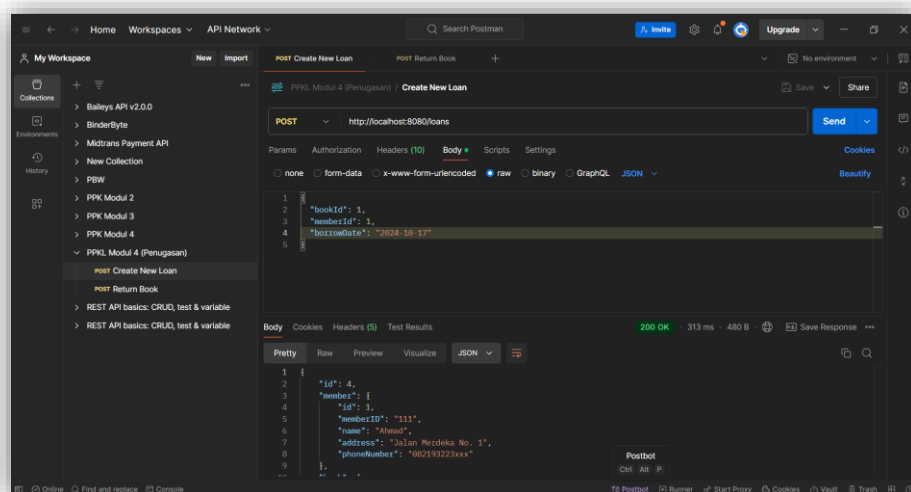 Home Workspaces API Network Search Postman Invite Upgrade
My Workspace New Import
POST Create New Loan POST Return Book No environment
Collections
Environments
History
Baileys API v2.0.0
BinderByte
Midtrans Payment API
New Collection
PBW
PPK Modul 2
PPK Modul 3
PPK Modul 4
PPKL Modul 4 (Penugasan)
POST Create New Loan
POST Return Book
REST API basics: CRUD, test & variable
REST API basics: CRUD, test & variable
PPKL Modul 4 (Penugasan) / Create New Loan Save Share
POST http://localhost:8080/loans Send
Params Authorization Headers (10) Body Scripts Settings Cookies
none form-data x-www-form-urlencoded raw binary GraphQL JSON Beautify
1 {
2 "bookId": 1,
3 "memberId": 1,
4 "borrowDate": "2024-10-17"
5 }
Body Cookies Headers (5) Test Results 200 OK 313 ms 480 B Save Response
Pretty Raw Preview Visualize JSON
1 {
2 "id": 4,
3 "member": {
4 "id": 1,
5 "memberID": "111",
6 "name": "Ahmad",
7 "address": "Jalan Merdeka No. 1",
8 "phoneNumber": "082193223xxx"
9 },
Postbot
Ctrl Alt P
Online Find and replace Console Postbot Runner Start Proxy Cookies Vault Trash